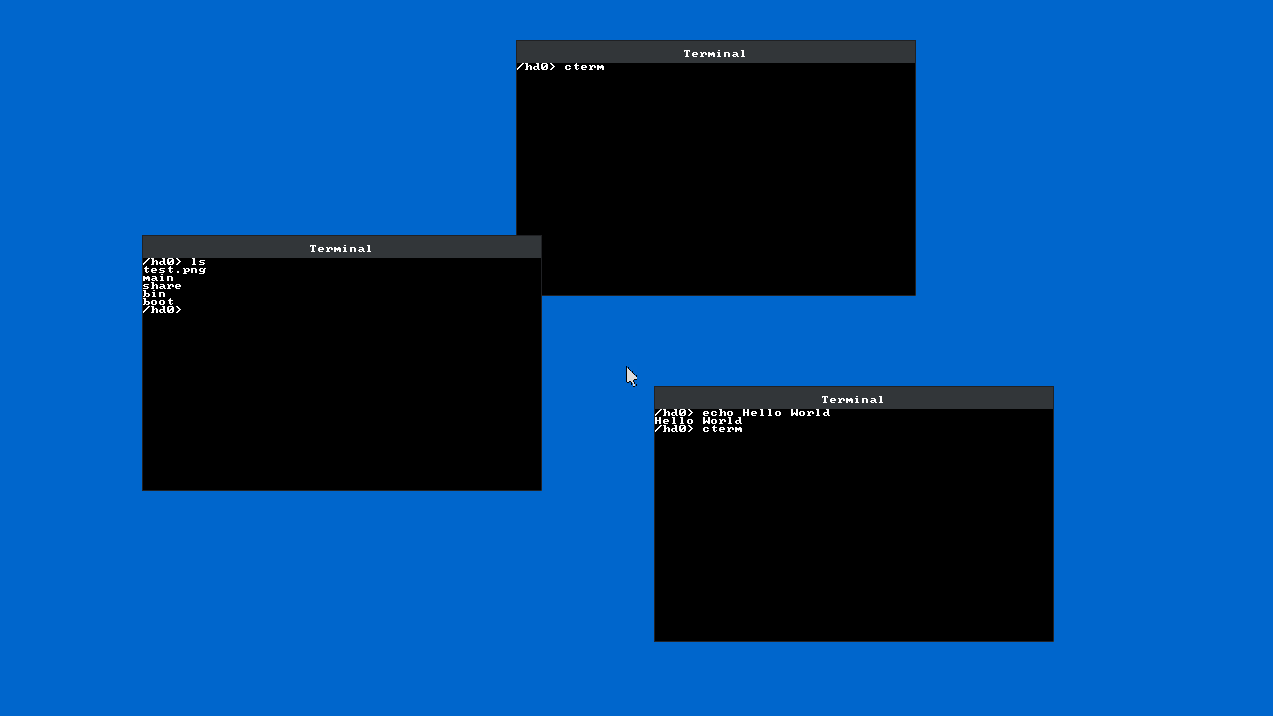 Terminal
/hd0> cterm
Terminal
/hd0> ls
test.png
main
share
bin
boot
/hd0>
Terminal
/hd0> echo Hello World
Hello World
/hd0> cterm